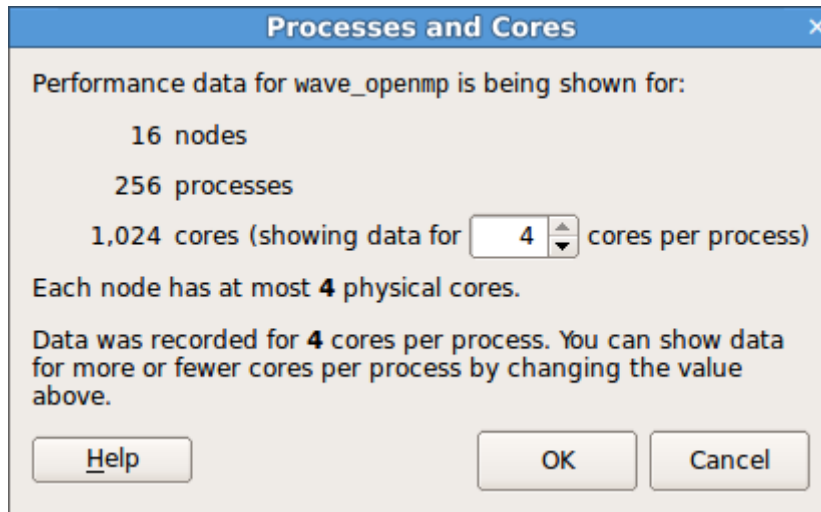 Processes and Cores ×
Performance data for wave_openmp is being shown for:
16 nodes
256 processes
1,024 cores (showing data for 4 cores per process)
Each node has at most 4 physical cores.
Data was recorded for 4 cores per process. You can show data
for more or fewer cores per process by changing the value
above.
Help OK Cancel